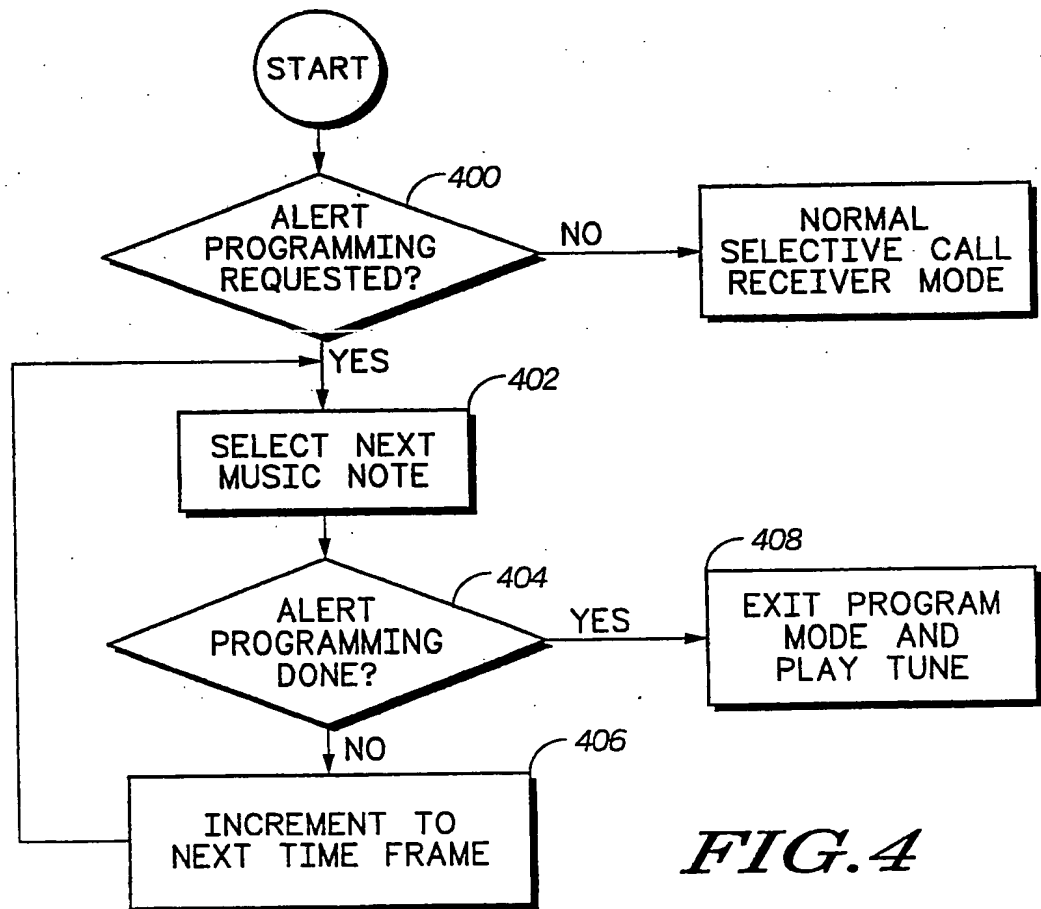 START
400
ALERT
PROGRAMMING
REQUESTED?
NO
NORMAL
SELECTIVE CALL
RECEIVER MODE
YES
402
SELECT NEXT
MUSIC NOTE
404
ALERT
PROGRAMMING
DONE?
YES
408
EXIT PROGRAM
MODE AND
PLAY TUNE
NO
406
INCREMENT TO
NEXT TIME FRAME
FIG.4